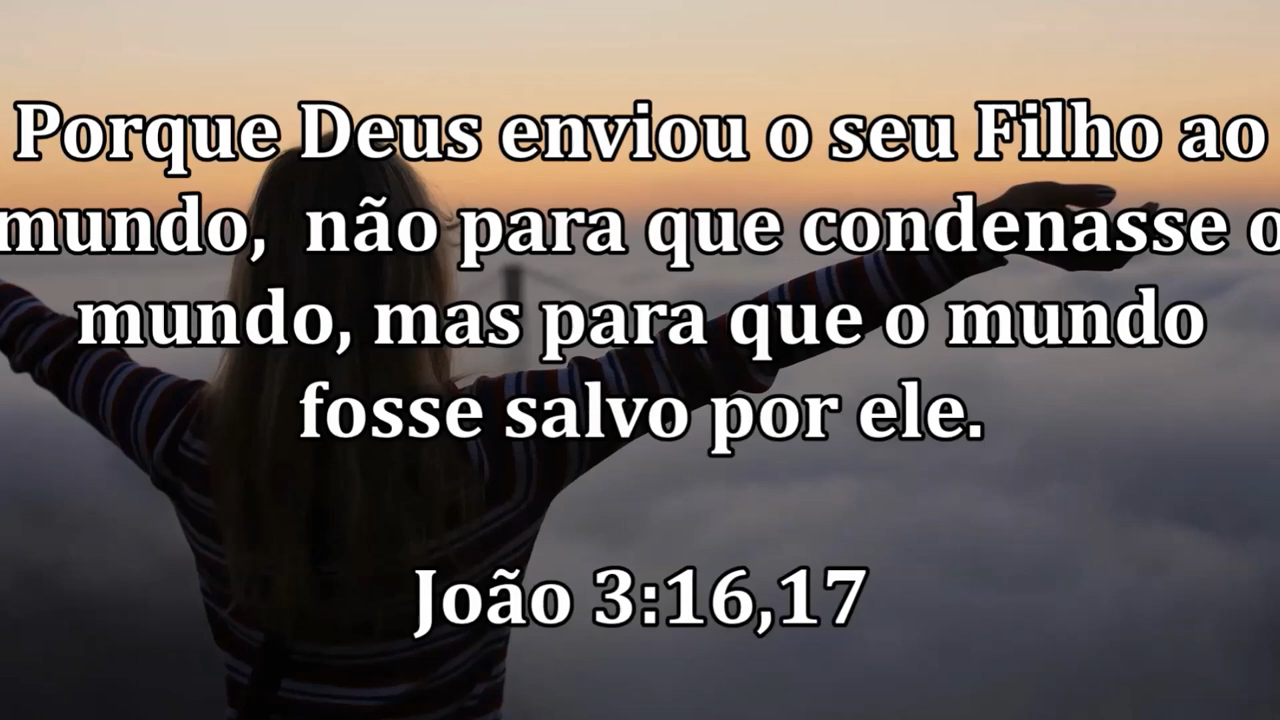 Porque Deus enviou o seu Filho ao
mundo,  não para que condenasse o
mundo, mas para que o mundo
fosse salvo por ele.
João 3:16,17